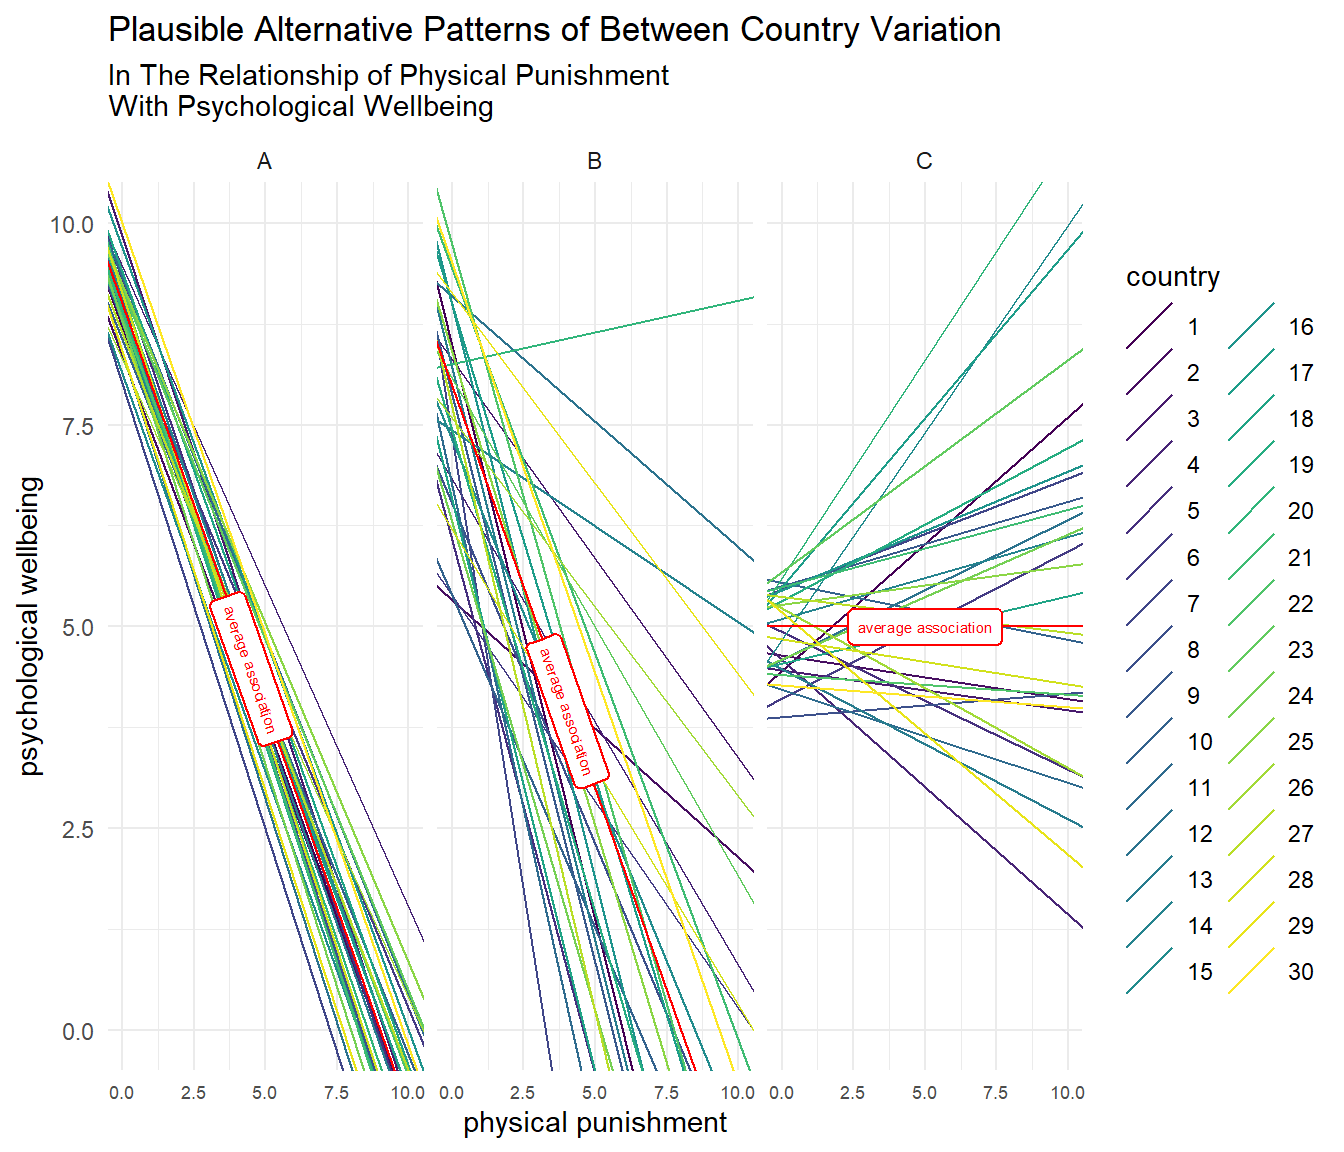 Plausible Alternative Patterns of Between Country Variation
In The Relationship of Physical Punishment
With Psychological Wellbeing
A
B
C
10.0
7.5
5.0
2.5
0.0
psychological wellbeing
average association
average association
average association
0.0 2.5 5.0 7.5 10.0
0.0 2.5 5.0 7.5 10.0
0.0 2.5 5.0 7.5 10.0
physical punishment
country
1 16
2 17
3 18
4 19
5 20
6 21
7 22
8 23
9 24
10 25
11 26
12 27
13 28
14 29
15 30